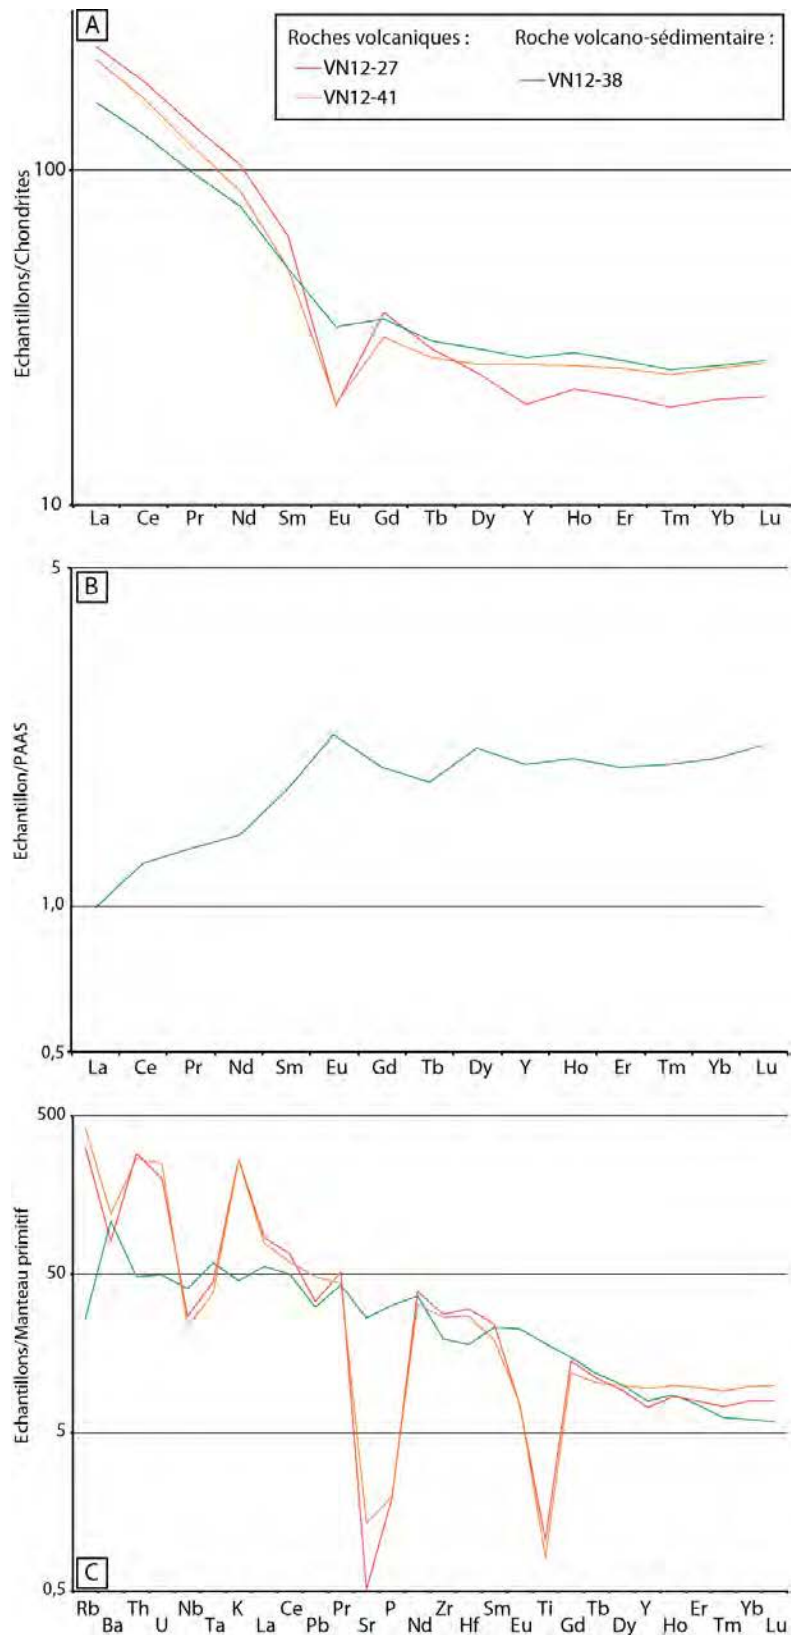 A
Roches volcaniques :
VN12-27
VN12-41
Roche volcano-sédimentaire :
VN12-38
Echantillons/Chondrites
100
10
La Ce Pr Nd Sm Eu Gd Tb Dy Y Ho Er Tm Yb Lu
B
Echantillon/PAAS
5
1,0
0,5
La Ce Pr Nd Sm Eu Gd Tb Dy Y Ho Er Tm Yb Lu
Echantillons/Manteau primitif
500
50
5
0,5
C
Rb Th Nb K Ce Pr P Zr Sm Ti Tb Y Er Yb
Ba U Ta La Pb Sr Nd Hf Eu Gd Dy Ho Tm Lu